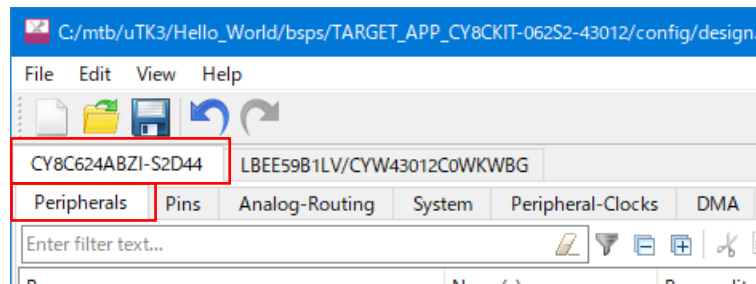 C:/mtb/uTK3/Hello_World/bsps/TARGET_APP_CY8CKIT-062S2-43012/config/design.
File Edit View Help
CY8C624ABZI-S2D44 LBEE59B1LV/CYW43012C0WKWBG
Peripherals Pins Analog-Routing System Peripheral-Clocks DMA
Enter filter text...